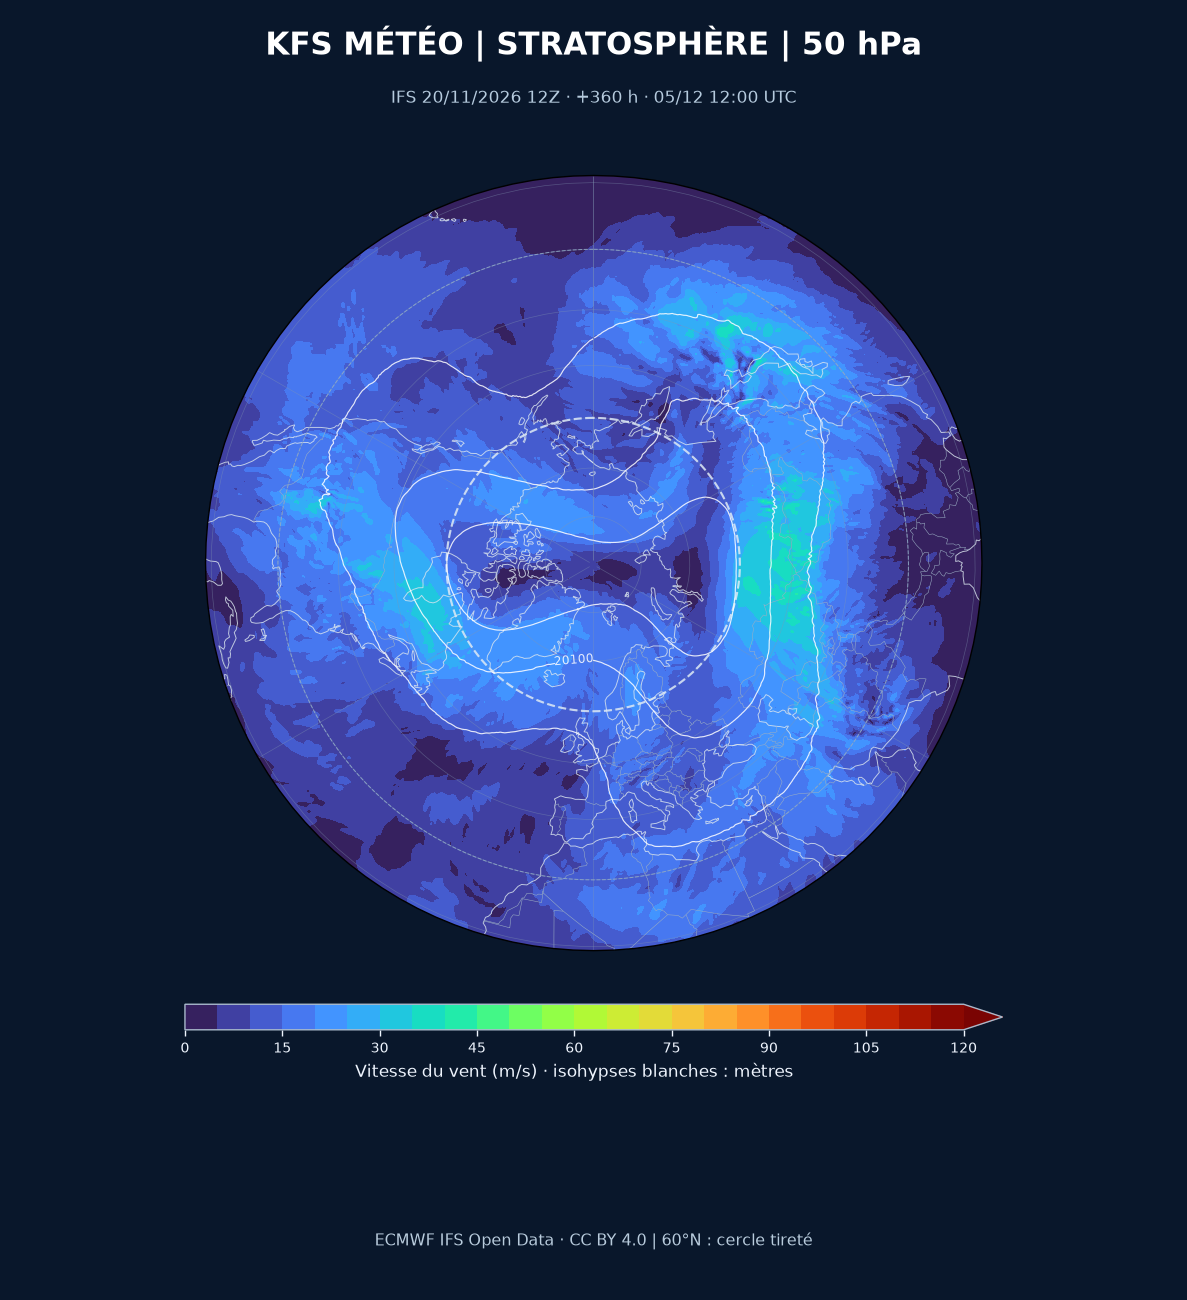 KFS MÉTÉO | STRATOSPHÈRE | 50 hPa
IFS 20/11/2026 12Z · +360 h · 05/12 12:00 UTC
20100
0 15 30 45 60 75 90 105 120
Vitesse du vent (m/s) · isohypses blanches : mètres
ECMWF IFS Open Data · CC BY 4.0 | 60°N : cercle tireté